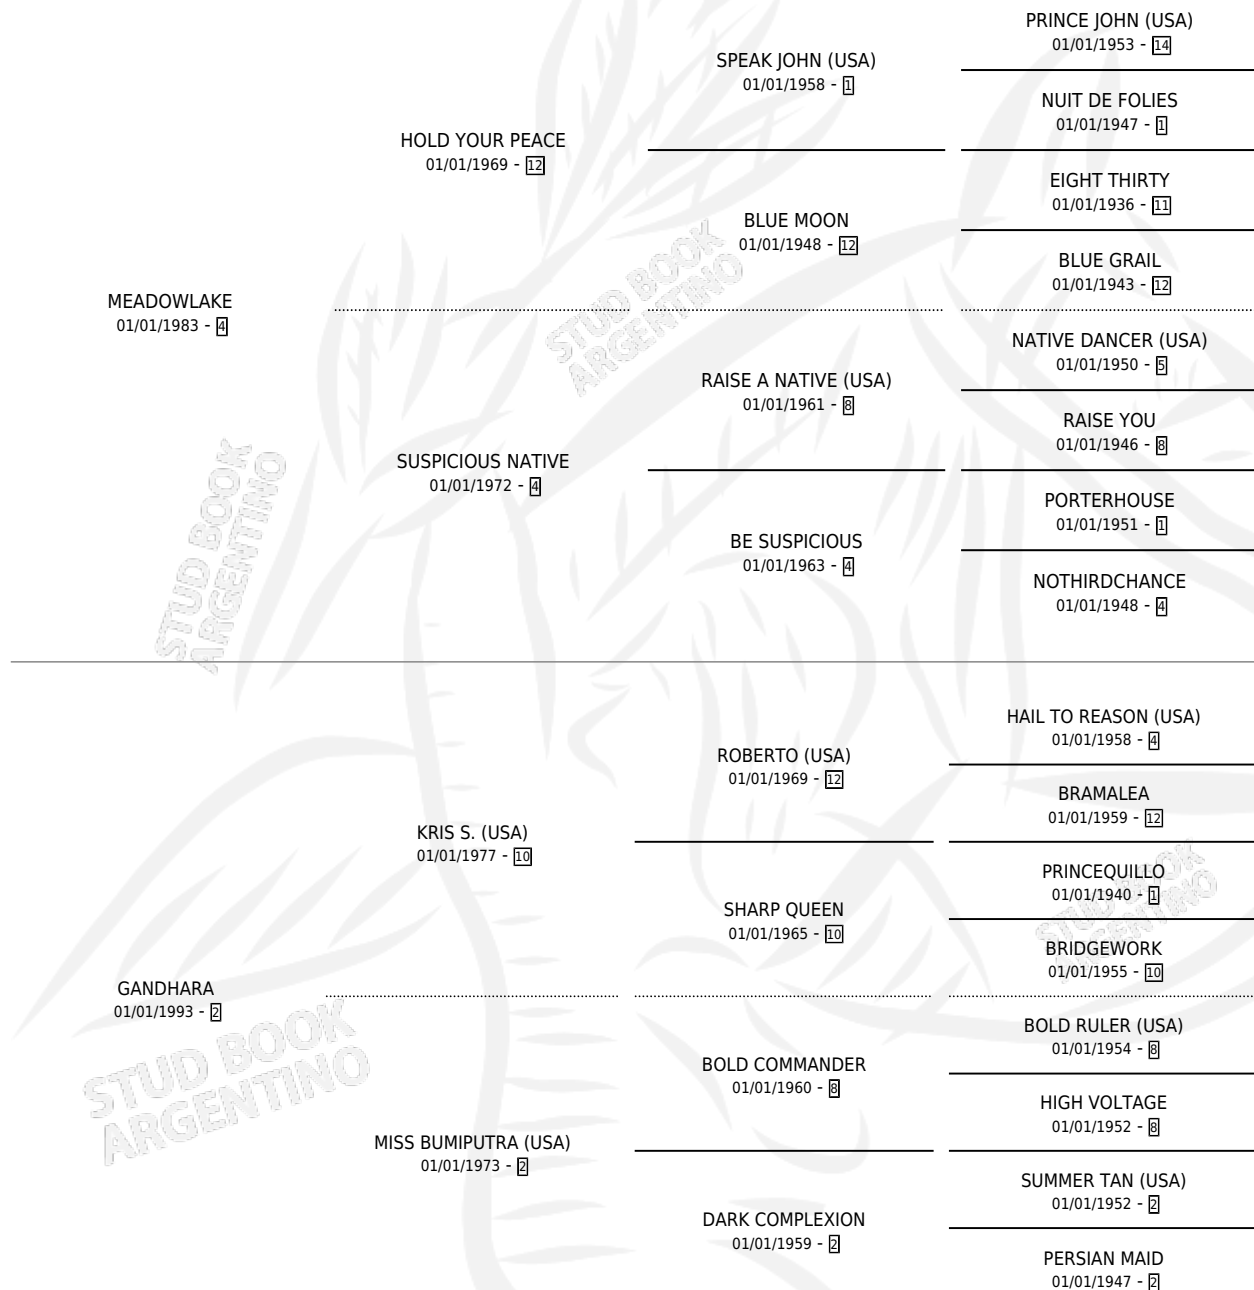 PRINCE JOHN (USA)
01/01/1953 - 14
SPEAK JOHN (USA)
01/01/1958 - 1
NUIT DE FOLIES
01/01/1947 - 1
HOLD YOUR PEACE
01/01/1969 - 12
EIGHT THIRTY
01/01/1936 - 11
BLUE MOON
01/01/1948 - 12
BLUE GRAIL
01/01/1943 - 12
MEADOWLAKE
01/01/1983 - 4
NATIVE DANCER (USA)
01/01/1950 - 5
RAISE A NATIVE (USA)
01/01/1961 - 8
RAISE YOU
01/01/1946 - 8
SUSPICIOUS NATIVE
01/01/1972 - 4
PORTERHOUSE
01/01/1951 - 1
BE SUSPICIOUS
01/01/1963 - 4
NOTHIRDCHANCE
01/01/1948 - 4
STUD BOOK
ARGENTINO
STUD BOOK
ARGENTINO
HAIL TO REASON (USA)
01/01/1958 - 4
ROBERTO (USA)
01/01/1969 - 12
BRAMALEA
01/01/1959 - 12
KRIS S. (USA)
01/01/1977 - 10
PRINCEQUILLO
01/01/1940 - 1
SHARP QUEEN
01/01/1965 - 10
BRIDGEWORK
01/01/1955 - 10
STUD BOOK
ARGENTINO
GANDHARA
01/01/1993 - 2
BOLD RULER (USA)
01/01/1954 - 8
BOLD COMMANDER
01/01/1960 - 8
HIGH VOLTAGE
01/01/1952 - 8
STUD BOOK
ARGENTINO
MISS BUMIPUTRA (USA)
01/01/1973 - 2
SUMMER TAN (USA)
01/01/1952 - 2
DARK COMPLEXION
01/01/1959 - 2
PERSIAN MAID
01/01/1947 - 2